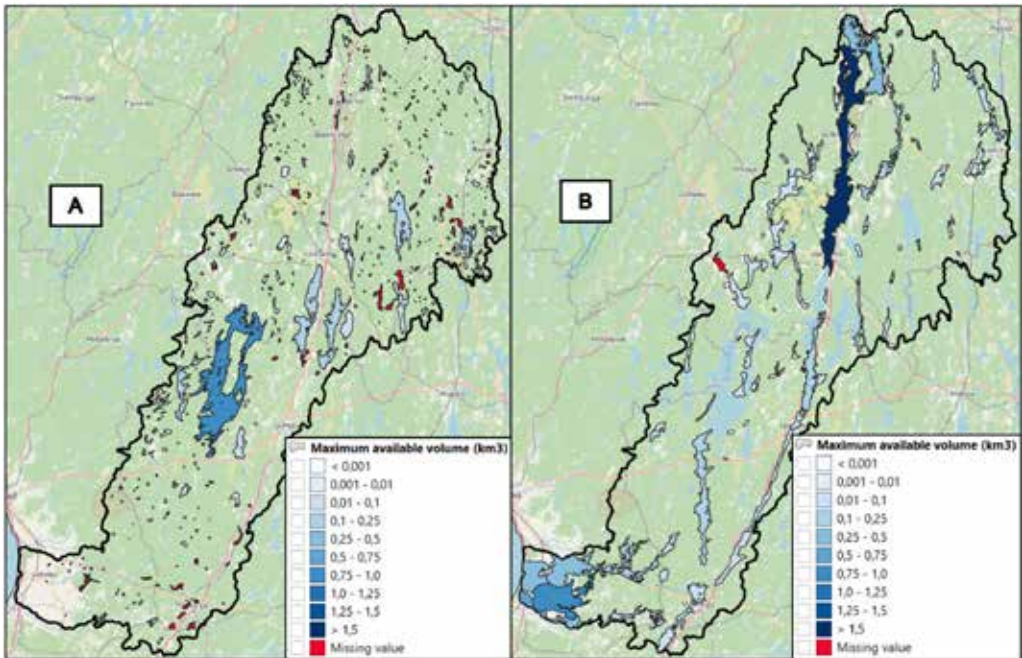 A
Maximum available volume (km3)
< 0,001
0,001 - 0,01
0,01 - 0,1
0,1 - 0,25
0,25 - 0,5
0,5 - 0,75
0,75 - 1,0
1,0 - 1,25
1,25 - 1,5
> 1,5
Missing value
B
Maximum available volume (km3)
< 0,001
0,001 - 0,01
0,01 - 0,1
0,1 - 0,25
0,25 - 0,5
0,5 - 0,75
0,75 - 1,0
1,0 - 1,25
1,25 - 1,5
> 1,5
Missing value